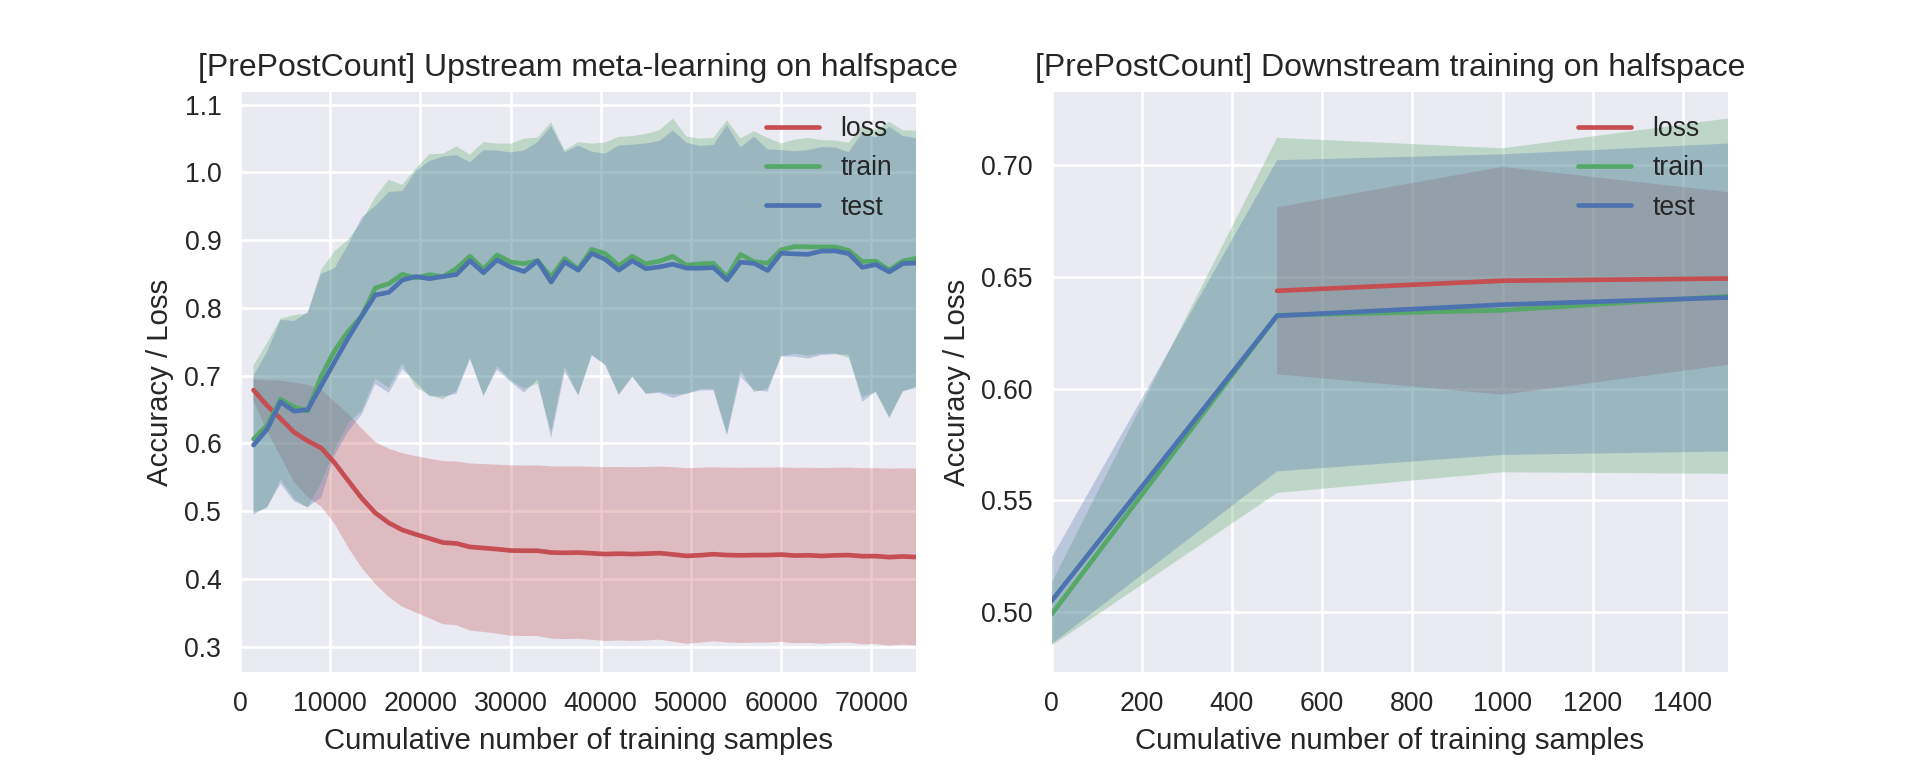 [PrePostCount] Upstream meta-learning on halfspace
1.1
1.0
0.9
0.8
0.7
0.6
0.5
0.4
0.3
Accuracy / Loss
loss
train
test
0 10000 20000 30000 40000 50000 60000 70000
Cumulative number of training samples
[PrePostCount] Downstream training on halfspace
0.70
0.65
0.60
0.55
0.50
Accuracy / Loss
loss
train
test
0 200 400 600 800 1000 1200 1400
Cumulative number of training samples